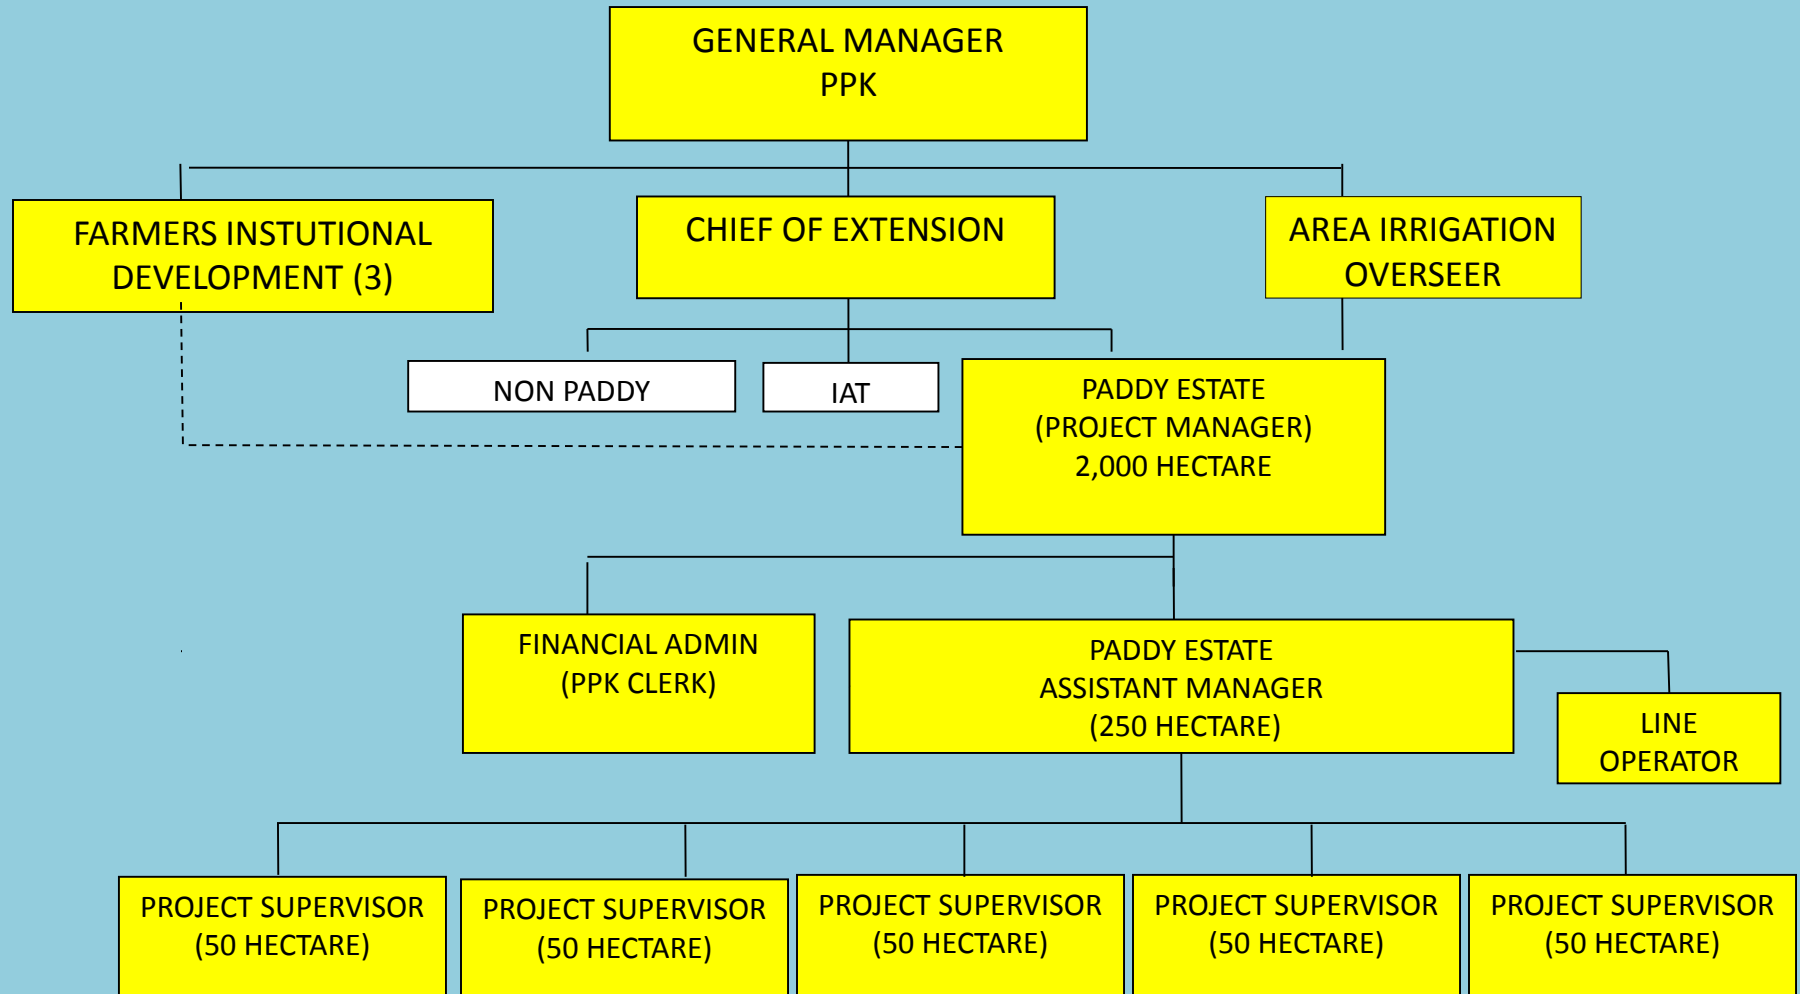 GENERAL MANAGER
PPK
FARMERS INSTUTIONAL
DEVELOPMENT (3)
CHIEF OF EXTENSION
AREA IRRIGATION
OVERSEER
NON PADDY
IAT
PADDY ESTATE
(PROJECT MANAGER)
2,000 HECTARE
FINANCIAL ADMIN
(PPK CLERK)
PADDY ESTATE
ASSISTANT MANAGER
(250 HECTARE)
LINE
OPERATOR
PROJECT SUPERVISOR
(50 HECTARE)
PROJECT SUPERVISOR
(50 HECTARE)
PROJECT SUPERVISOR
(50 HECTARE)
PROJECT SUPERVISOR
(50 HECTARE)
PROJECT SUPERVISOR
(50 HECTARE)